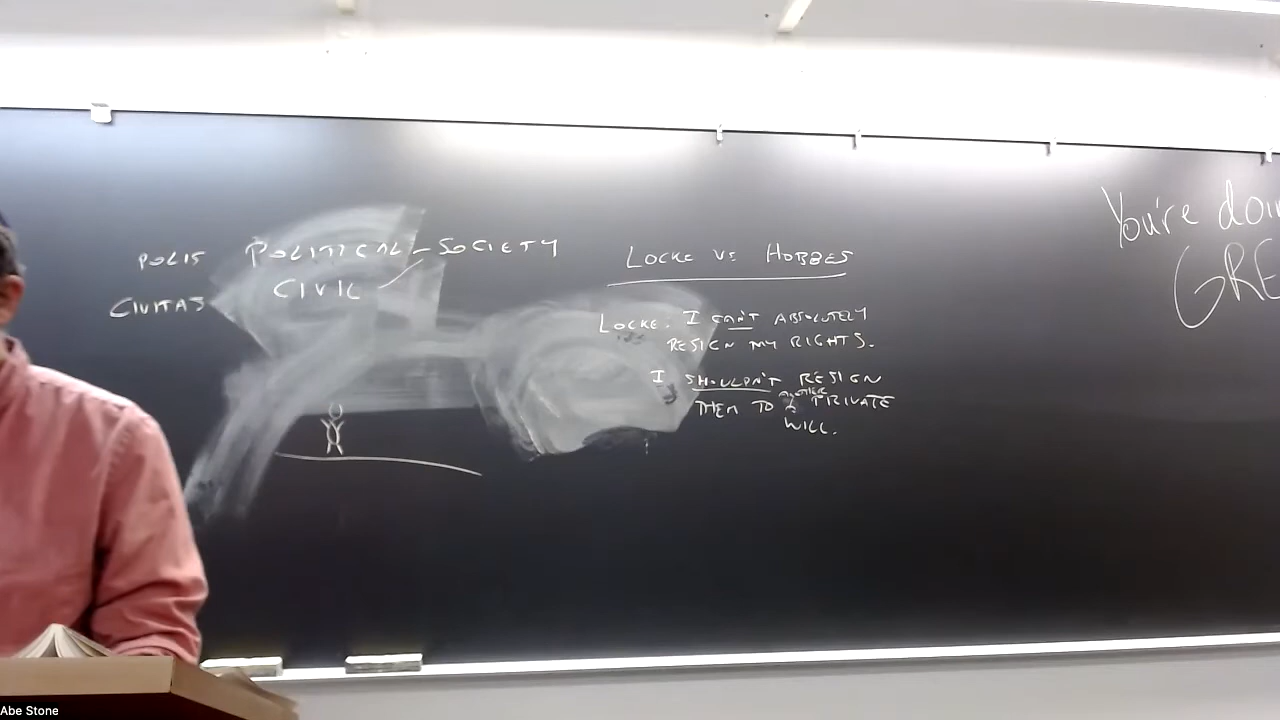 POLIS POLITICAL - SOCIETY
CIVITAS CIVIL
LOCKE VS HOBBES
LOCKE: I CAN'T ABSOLUTELY
RESIGN MY RIGHTS.
I SHOULDN'T RESIGN
THEM TO ANOTHER PRIVATE
WILL.
You're doin
GRE
Abe Stone